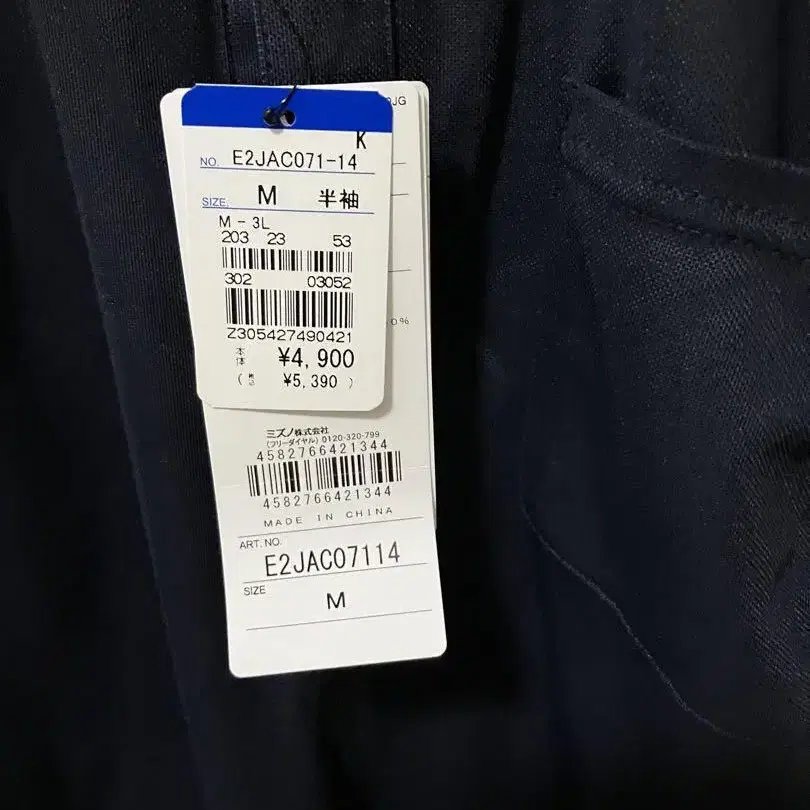 K
NO. E2JAC071-14
SIZE. M 半袖
M - 3L
203 23 53
302 03052
Z305427490421
本体 ¥4,900
( 税込 ¥5,390 )
ミズノ株式会社
(フリーダイヤル) 0120-320-799
4582766421344
4582766421344
MADE IN CHINA
ART. NO.
E2JAC07114
SIZE
M